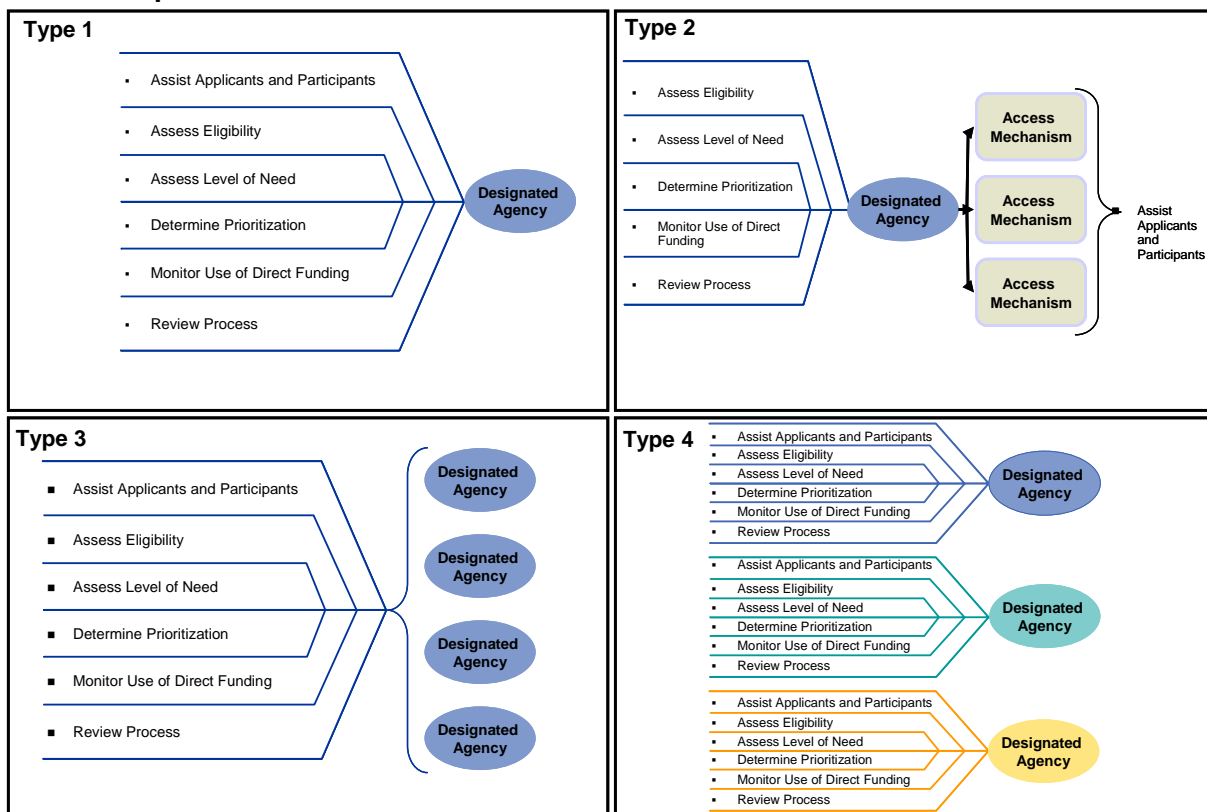 Type 1
▪ Assist Applicants and Participants
▪ Assess Eligibility
▪ Assess Level of Need
▪ Determine Prioritization
▪ Monitor Use of Direct Funding
▪ Review Process
Designated
Agency
Type 2
▪ Assess Eligibility
▪ Assess Level of Need
▪ Determine Prioritization
▪ Monitor Use of Direct
Funding
▪ Review Process
Designated
Agency
Access
Mechanism
Access
Mechanism
Access
Mechanism
▪ Assist
Applicants
and
Participants
Type 3
■ Assist Applicants and Participants
■ Assess Eligibility
■ Assess Level of Need
■ Determine Prioritization
■ Monitor Use of Direct Funding
■ Review Process
Designated
Agency
Designated
Agency
Designated
Agency
Designated
Agency
Type 4
▪ Assist Applicants and Participants
▪ Assess Eligibility
▪ Assess Level of Need
▪ Determine Prioritization
▪ Monitor Use of Direct Funding
▪ Review Process
Designated
Agency
▪ Assist Applicants and Participants
▪ Assess Eligibility
▪ Assess Level of Need
▪ Determine Prioritization
▪ Monitor Use of Direct Funding
▪ Review Process
Designated
Agency
▪ Assist Applicants and Participants
▪ Assess Eligibility
▪ Assess Level of Need
▪ Determine Prioritization
▪ Monitor Use of Direct Funding
▪ Review Process
Designated
Agency